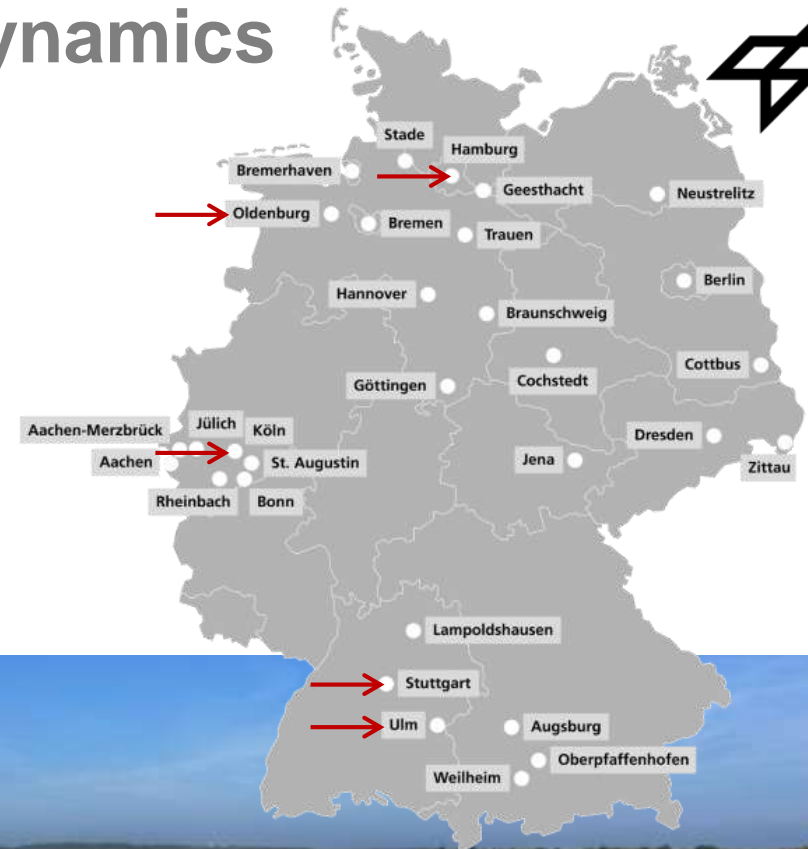 ynamics
Stade
Hamburg
Bremerhaven
Geesthacht
Neustrelitz
Oldenburg
Bremen
Trauen
Berlin
Hannover
Braunschweig
Cottbus
Göttingen
Cochstedt
Aachen-Merzbrück
Jülich
Köln
Dresden
Aachen
St. Augustin
Jena
Zittau
Rheinbach
Bonn
Lampoldshausen
Stuttgart
Ulm
Augsburg
Oberpfaffenhofen
Weilheim